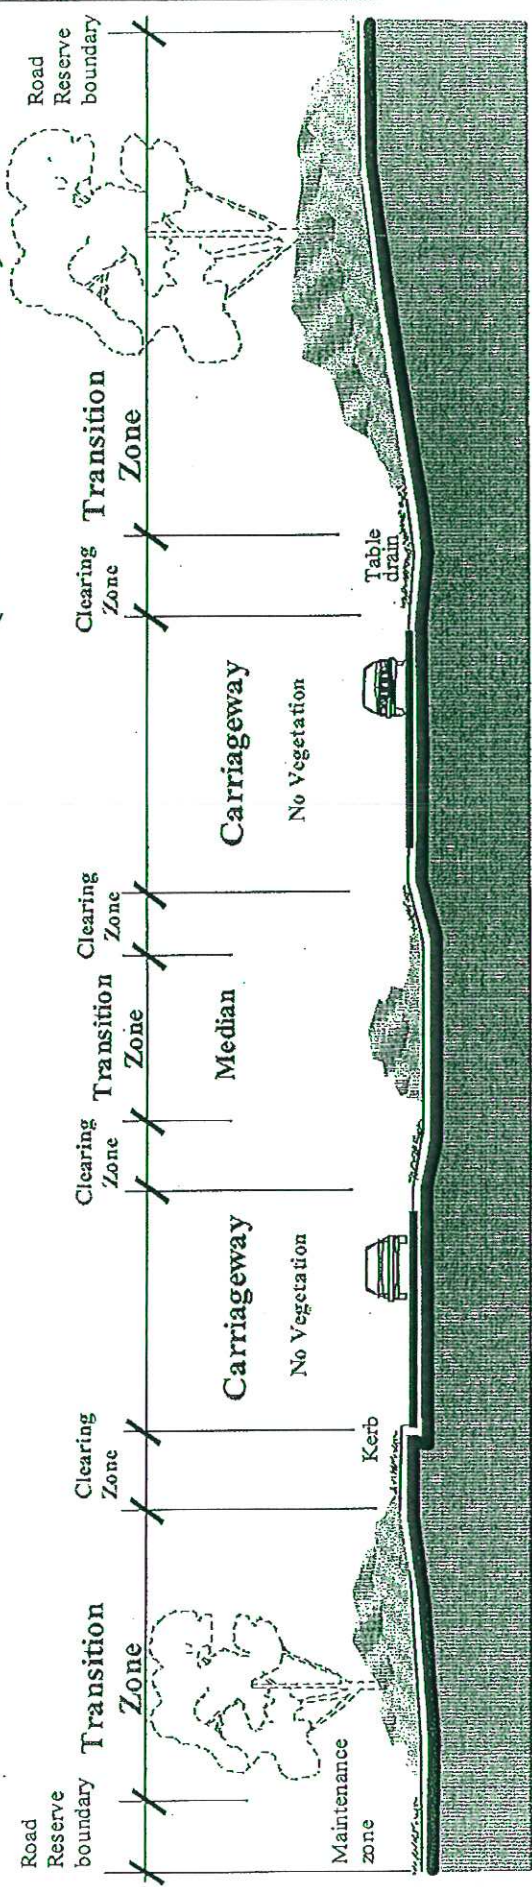 Road
Reserve
boundary
Transition
Zone
Clearing
Zone
Carriageway
No Vegetation
Clearing
Zone
Transition
Zone
Median
Clearing
Zone
Carriageway
No Vegetation
Clearing
Zone
Transition
Zone
Road
Reserve
boundary
Maintenance
zone
Kerb
Table
drain